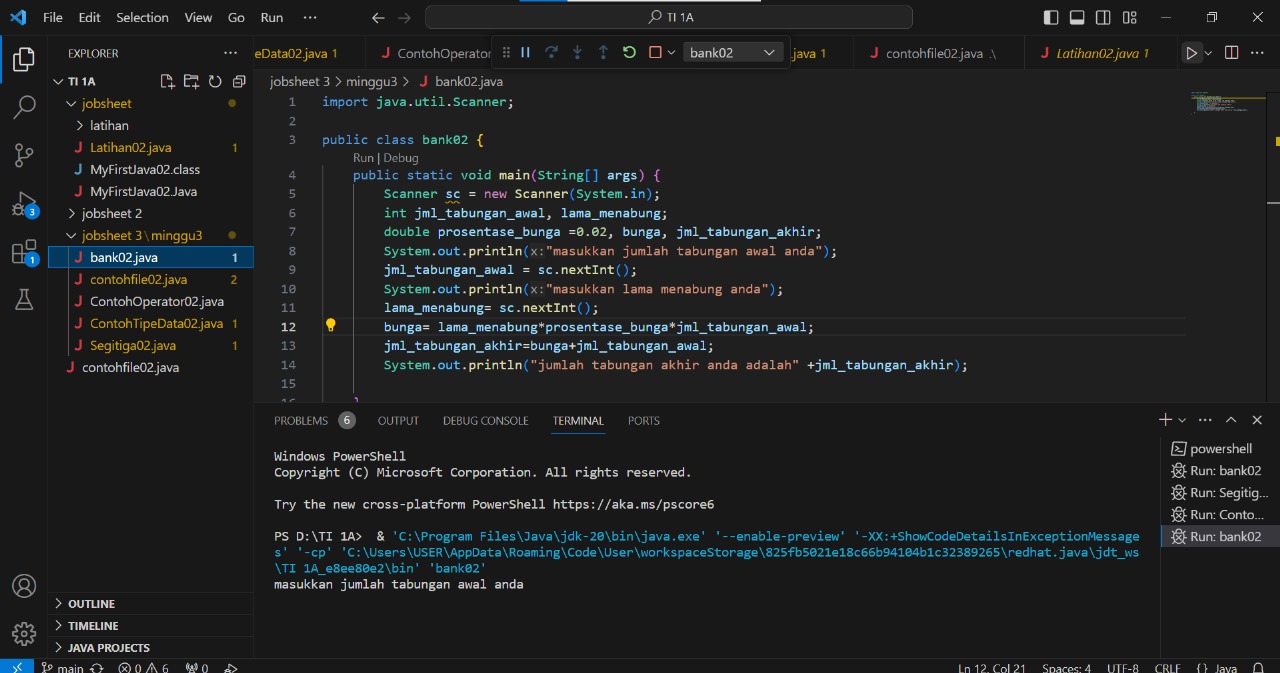 File Edit Selection View Go Run ··· TI 1A
EXPLORER ···
TI 1A
jobsheet
latihan
Latihan02.java 1
MyFirstJava02.class
MyFirstJava02.Java
jobsheet 2
jobsheet 3 \ minggu3
bank02.java 1
contohfile02.java 2
ContohOperator02.java
ContohTipeData02.java 1
Segitiga02.java 1
contohfile02.java
OUTLINE
TIMELINE
JAVA PROJECTS
3
1
eData02.java 1 ContohOperator bank02 .java 1 contohfile02.java .\ Latihan02.java 1
jobsheet 3 > minggu3 > bank02.java
1 import java.util.Scanner;
2
3 public class bank02 {
Run | Debug
4 public static void main(String[] args) {
5 Scanner sc = new Scanner(System.in);
6 int jml_tabungan_awal, lama_menabung;
7 double prosentase_bunga =0.02, bunga, jml_tabungan_akhir;
8 System.out.println(x:"masukkan jumlah tabungan awal anda");
9 jml_tabungan_awal = sc.nextInt();
10 System.out.println(x:"masukkan lama menabung anda");
11 lama_menabung= sc.nextInt();
12 bunga= lama_menabung*prosentase_bunga*jml_tabungan_awal;
13 jml_tabungan_akhir=bunga+jml_tabungan_awal;
14 System.out.println("jumlah tabungan akhir anda adalah" +jml_tabungan_akhir);
15
16 }
PROBLEMS 6 OUTPUT DEBUG CONSOLE TERMINAL PORTS
Windows PowerShell
Copyright (C) Microsoft Corporation. All rights reserved.
Try the new cross-platform PowerShell https://aka.ms/pscore6
PS D:\TI 1A> & 'C:\Program Files\Java\jdk-20\bin\java.exe' '--enable-preview' '-XX:+ShowCodeDetailsInExceptionMessage
s' '-cp' 'C:\Users\USER\AppData\Roaming\Code\User\workspaceStorage\825fb5021e18c66b94104b1c32389265\redhat.java\jdt_ws
\TI 1A_e8ee80e2\bin' 'bank02'
masukkan jumlah tabungan awal anda
powershell
Run: bank02
Run: Segitig...
Run: Conto...
Run: bank02
main 0 6 0 Ln 12, Col 21 Spaces: 4 UTF-8 CRLF {} Java